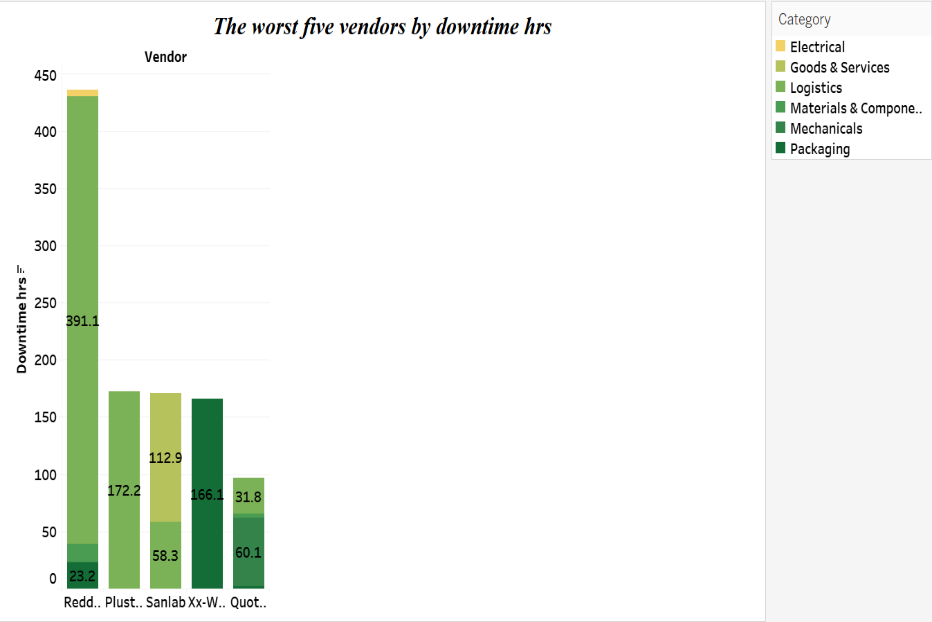 The worst five vendors by downtime hrs
Vendor
Downtime hrs
450
400
350
300
250
200
150
100
50
0
391.1
23.2
172.2
112.9
58.3
166.1
31.8
60.1
Redd.. Plust.. Sanlab Xx-W.. Quot..
Category
Electrical
Goods & Services
Logistics
Materials & Compone..
Mechanicals
Packaging